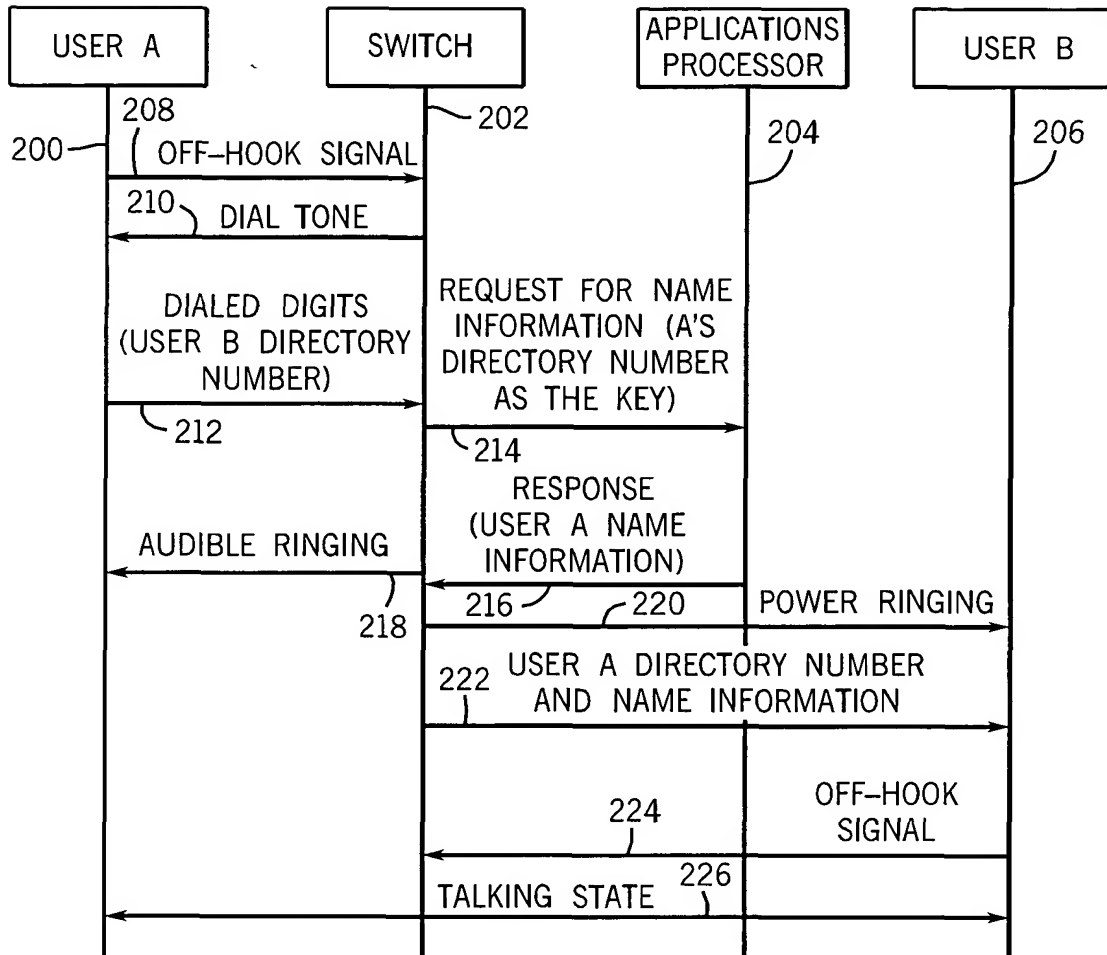 USER A
SWITCH
APPLICATIONS
PROCESSOR
USER B
208
202
200
OFF-HOOK SIGNAL
204
206
210
DIAL TONE
DIALED DIGITS
(USER B DIRECTORY
NUMBER)
REQUEST FOR NAME
INFORMATION (A'S
DIRECTORY NUMBER
AS THE KEY)
212
214
RESPONSE
(USER A NAME
INFORMATION)
AUDIBLE RINGING
216
218
220
POWER RINGING
USER A DIRECTORY NUMBER
AND NAME INFORMATION
222
OFF-HOOK
SIGNAL
224
TALKING STATE
226